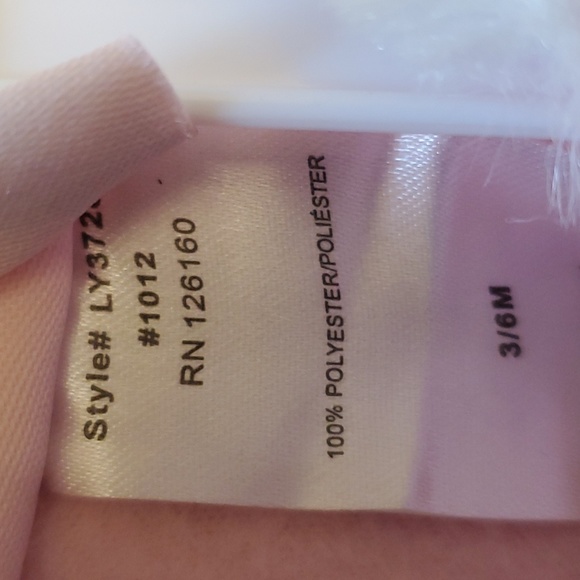 Style# LY372
#1012
RN 126160
100% POLYESTER/POLIÉSTER
3/6M